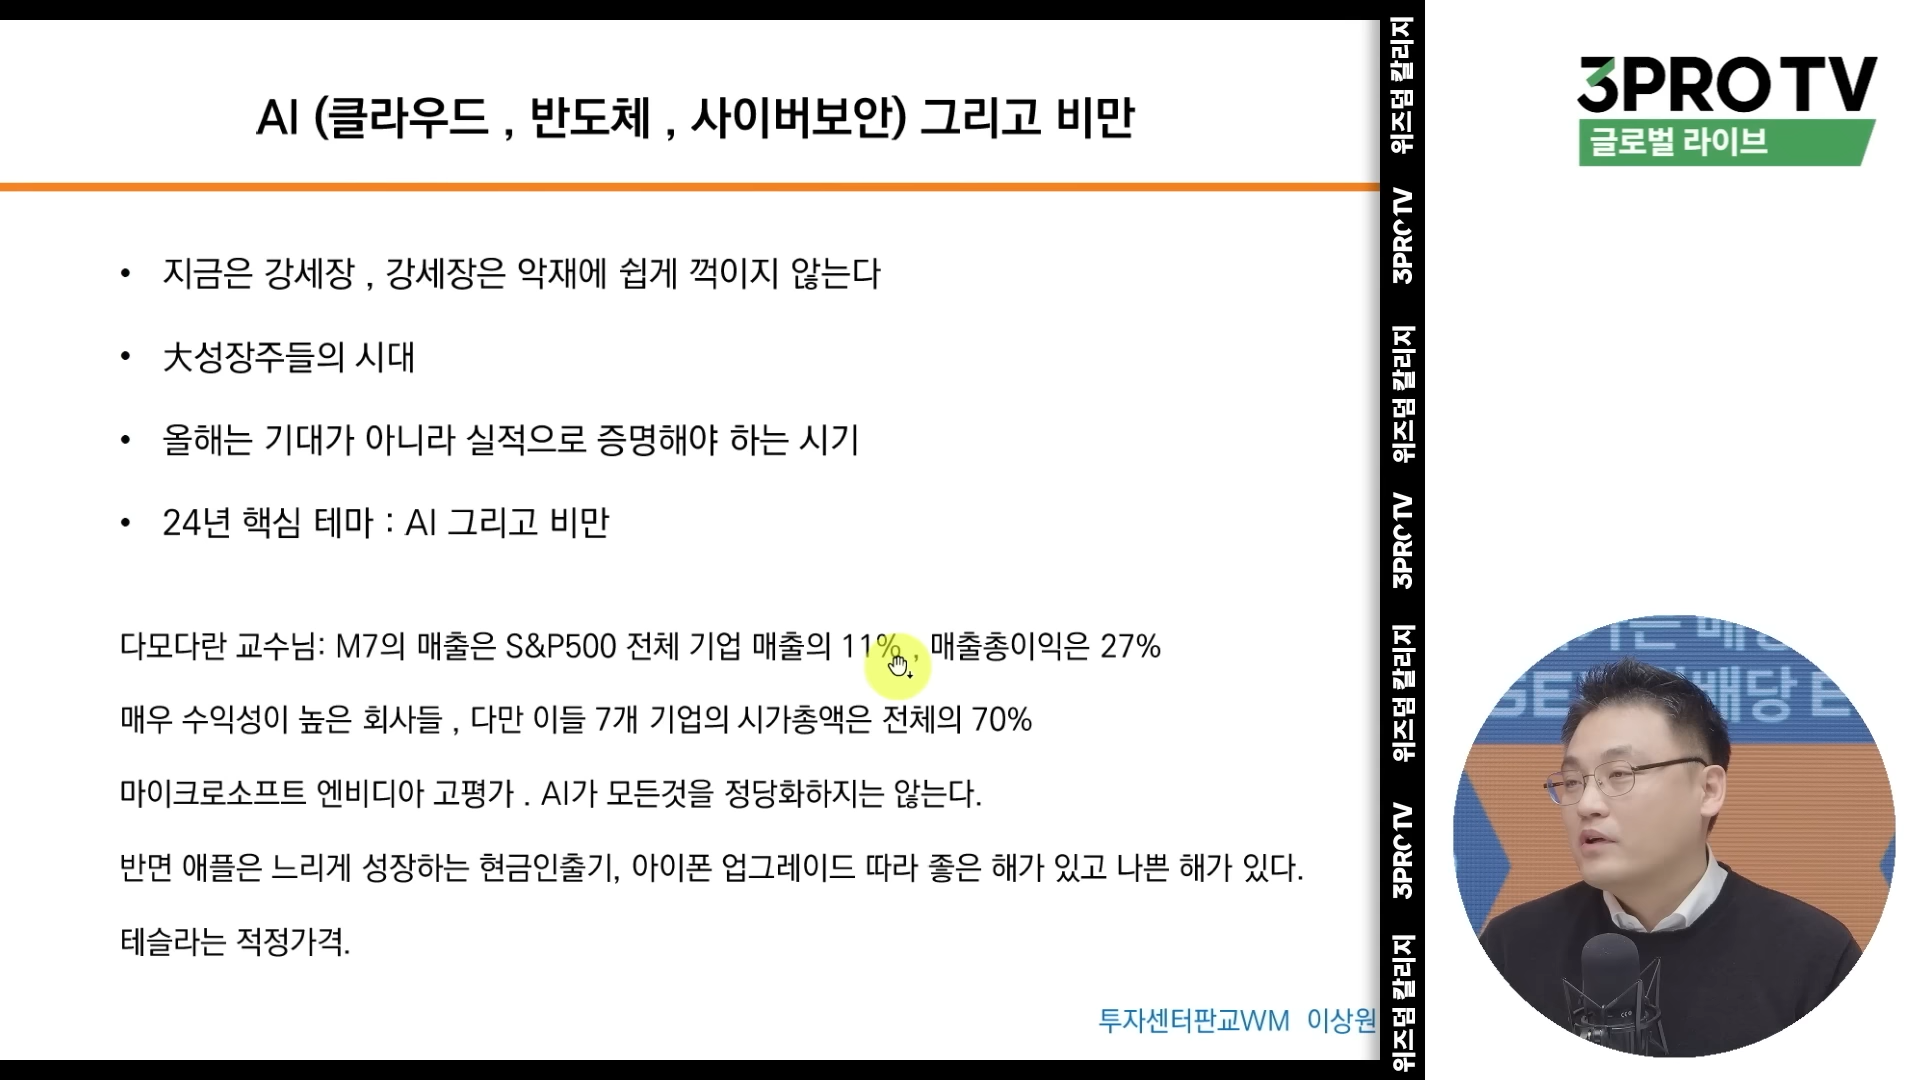 AI (클라우드 , 반도체 , 사이버보안) 그리고 비만
• 지금은 강세장 , 강세장은 악재에 쉽게 꺽이지 않는다
• 大성장주들의 시대
• 올해는 기대가 아니라 실적으로 증명해야 하는 시기
• 24년 핵심 테마 : AI 그리고 비만
다모다란 교수님: M7의 매출은 S&P500 전체 기업 매출의 11% , 매출총이익은 27%
매우 수익성이 높은 회사들 , 다만 이들 7개 기업의 시가총액은 전체의 70%
마이크로소프트 엔비디아 고평가 . AI가 모든것을 정당화하지는 않는다.
반면 애플은 느리게 성장하는 현금인출기, 아이폰 업그레이드 따라 좋은 해가 있고 나쁜 해가 있다.
테슬라는 적정가격.
투자센터판교WM 이상원
위즈덤 칼리지
3PROTV
위즈덤 칼리지
3PROTV
위즈덤 칼리지
3PROTV
위즈덤 칼리지
3PRO TV
글로벌 라이브
배당 E